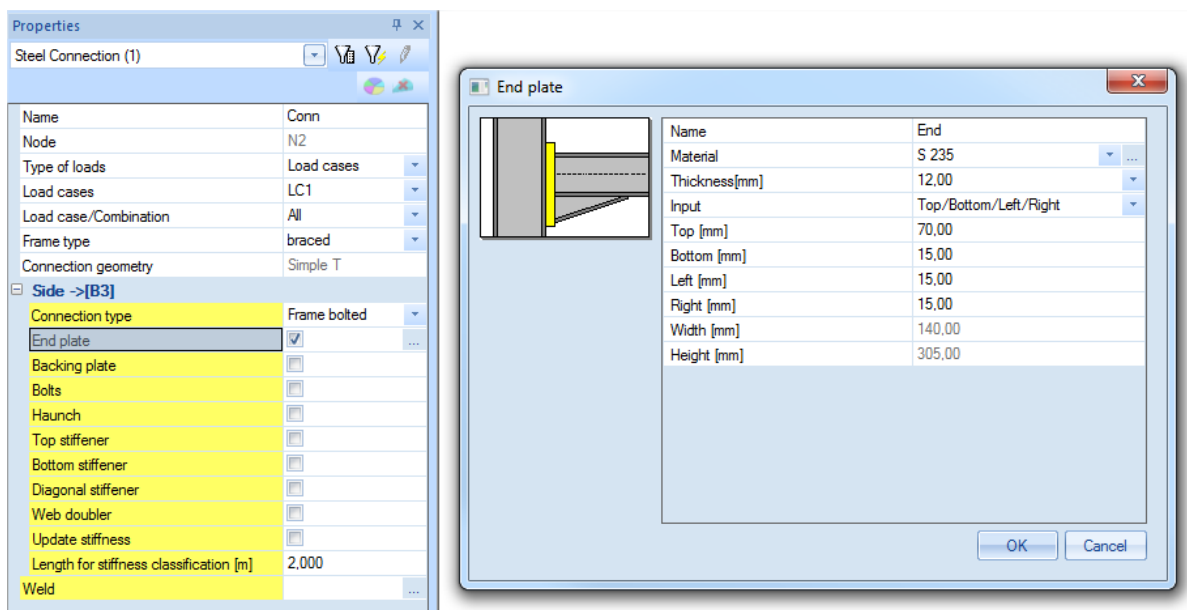 Properties
Steel Connection (1)
Name Conn
Node N2
Type of loads Load cases
Load cases LC1
Load case/Combination All
Frame type braced
Connection geometry Simple T
Side ->[B3]
Connection type Frame bolted
End plate ...
Backing plate
Bolts
Haunch
Top stiffener
Bottom stiffener
Diagonal stiffener
Web doubler
Update stiffness
Length for stiffness classification [m] 2,000
Weld ...
End plate
Name End
Material S 235 ...
Thickness[mm] 12,00
Input Top/Bottom/Left/Right
Top [mm] 70,00
Bottom [mm] 15,00
Left [mm] 15,00
Right [mm] 15,00
Width [mm] 140,00
Height [mm] 305,00
OK Cancel